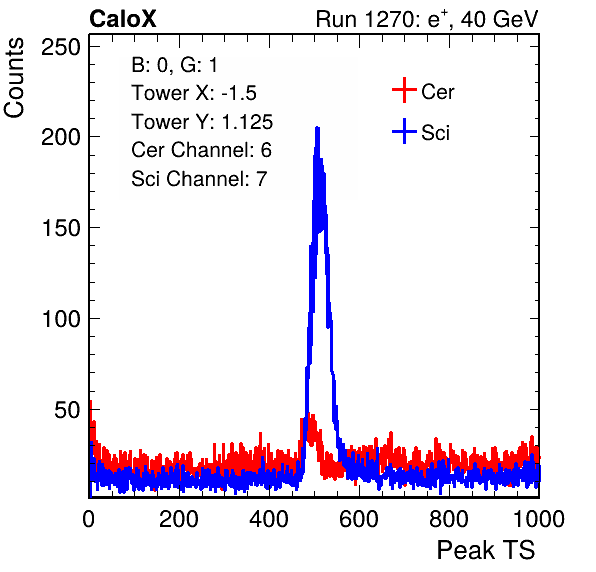 CaloX
Run 1270: e⁺, 40 GeV
Counts
B: 0, G: 1
Tower X: -1.5
Tower Y: 1.125
Cer Channel: 6
Sci Channel: 7
Cer
Sci
250
200
150
100
50
0 200 400 600 800 1000
Peak TS